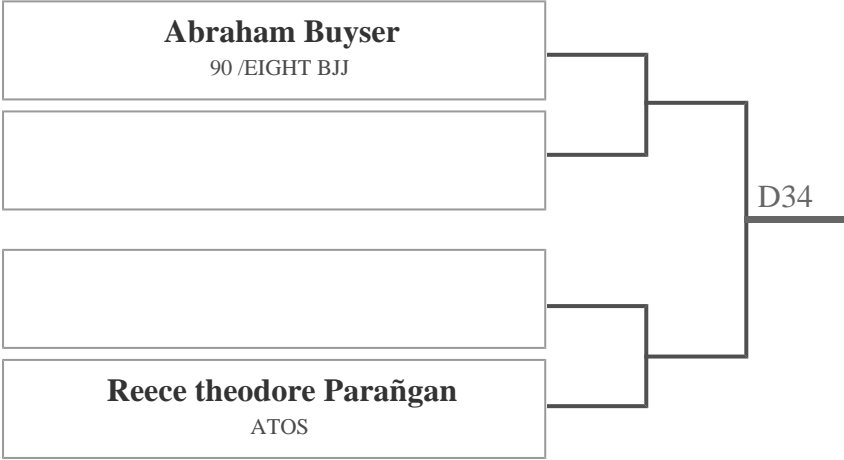 Abraham Buyser
90 /EIGHT BJJ
D34
Reece theodore Parañgan
ATOS